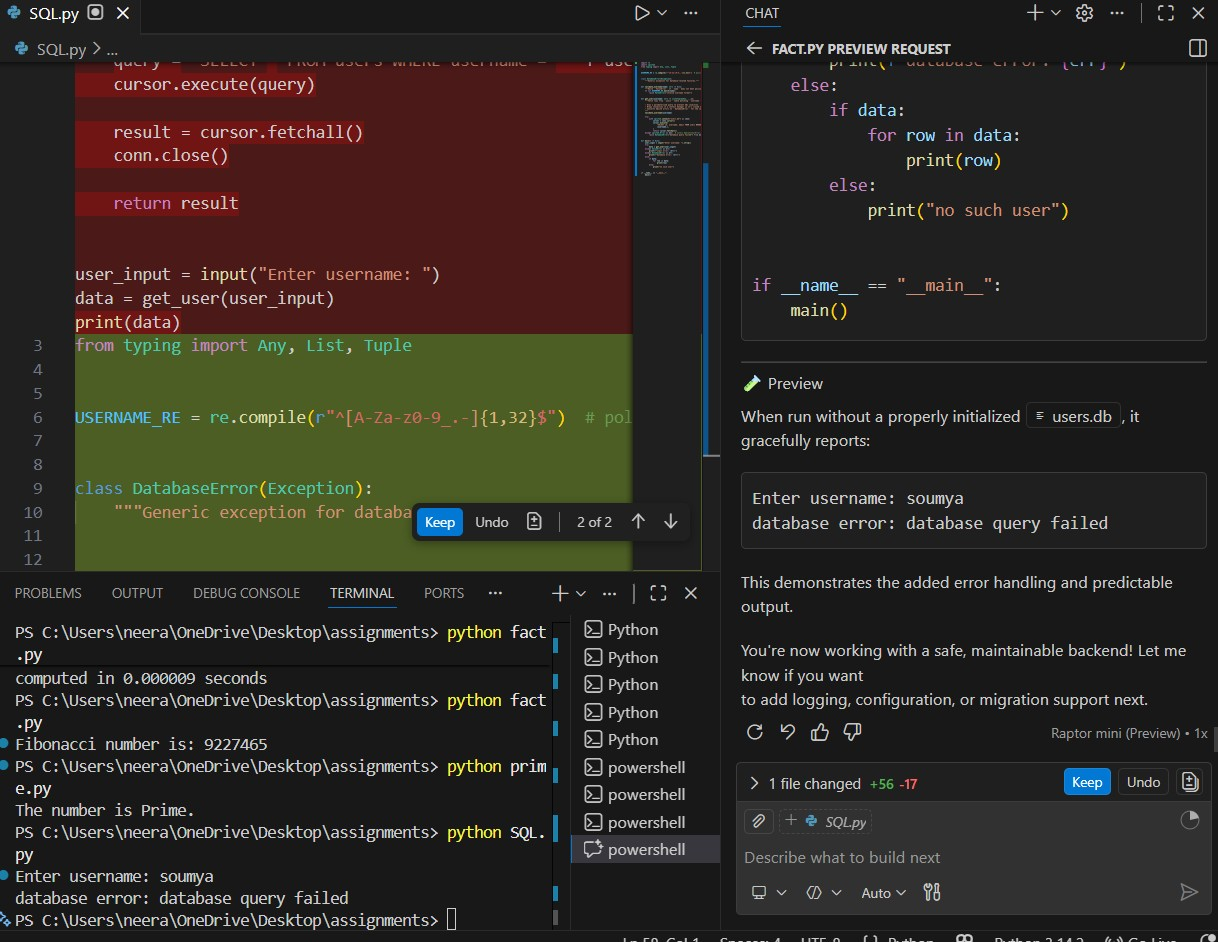 SQL.py
SQL.py > ...
cursor.execute(query)
result = cursor.fetchall()
conn.close()
return result
user_input = input("Enter username: ")
data = get_user(user_input)
print(data)
3 from typing import Any, List, Tuple
4
5
6 USERNAME_RE = re.compile(r"^[A-Za-z0-9_.-]{1,32}$") # pol
7
8
9 class DatabaseError(Exception):
10 """Generic exception for databa
11
12
Keep Undo 2 of 2
PROBLEMS OUTPUT DEBUG CONSOLE TERMINAL PORTS ...
PS C:\Users\neera\OneDrive\Desktop\assignments> python fact
.py
computed in 0.000009 seconds
PS C:\Users\neera\OneDrive\Desktop\assignments> python fact
.py
Fibonacci number is: 9227465
PS C:\Users\neera\OneDrive\Desktop\assignments> python prim
e.py
The number is Prime.
PS C:\Users\neera\OneDrive\Desktop\assignments> python SQL.
py
Enter username: soumya
database error: database query failed
PS C:\Users\neera\OneDrive\Desktop\assignments>
Python
Python
Python
Python
Python
powershell
powershell
powershell
powershell
CHAT
FACT.PY PREVIEW REQUEST
else:
if data:
for row in data:
print(row)
else:
print("no such user")
if __name__ == "__main__":
main()
Preview
When run without a properly initialized users.db , it
gracefully reports:
Enter username: soumya
database error: database query failed
This demonstrates the added error handling and predictable
output.
You're now working with a safe, maintainable backend! Let me
know if you want
to add logging, configuration, or migration support next.
Raptor mini (Preview) • 1x
1 file changed +56 -17
Keep Undo
SQL.py
Describe what to build next
Auto